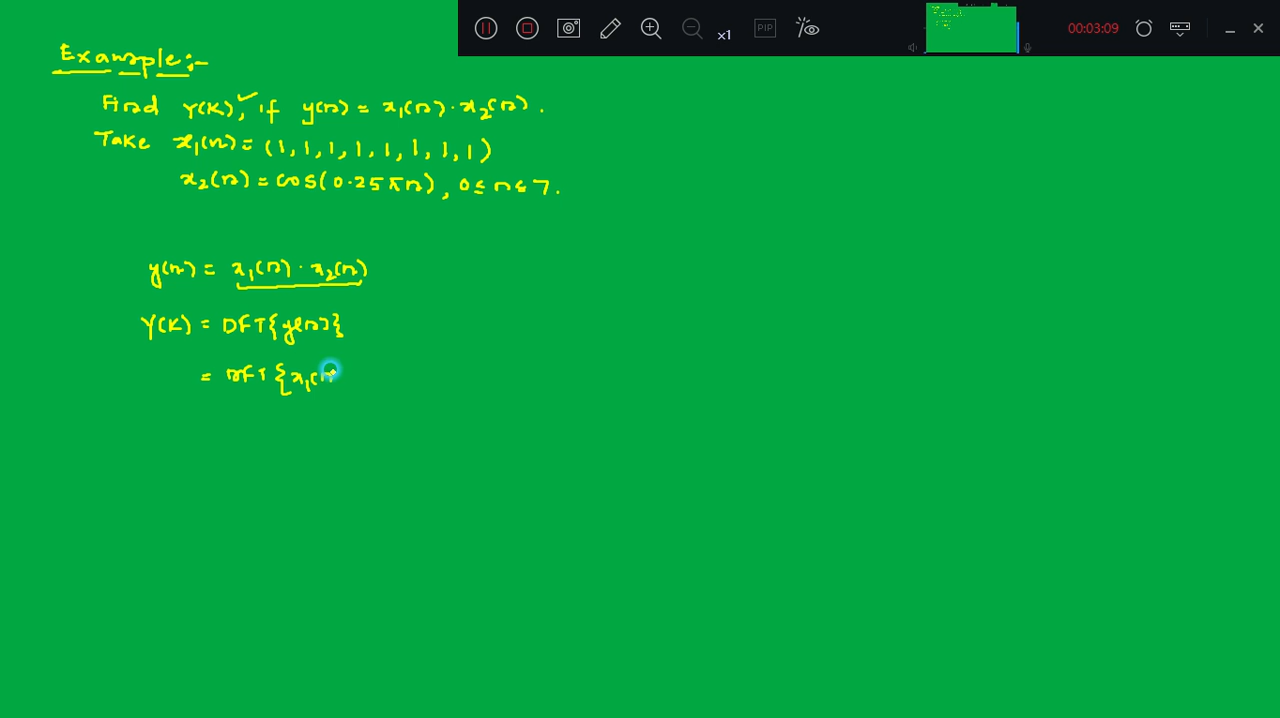 x1
PIP
00:03:09
Example:-
Find Y(K), if y(n) = x₁(n)·x₂(n).
Take x₁(n) = (1,1,1,1,1,1,1,1)
x₂(n) = cos(0.25πn), 0≤n≤7.
y(n) = x₁(n)·x₂(n)
Y(K) = DFT{y(n)}
= DFT{x₁(n